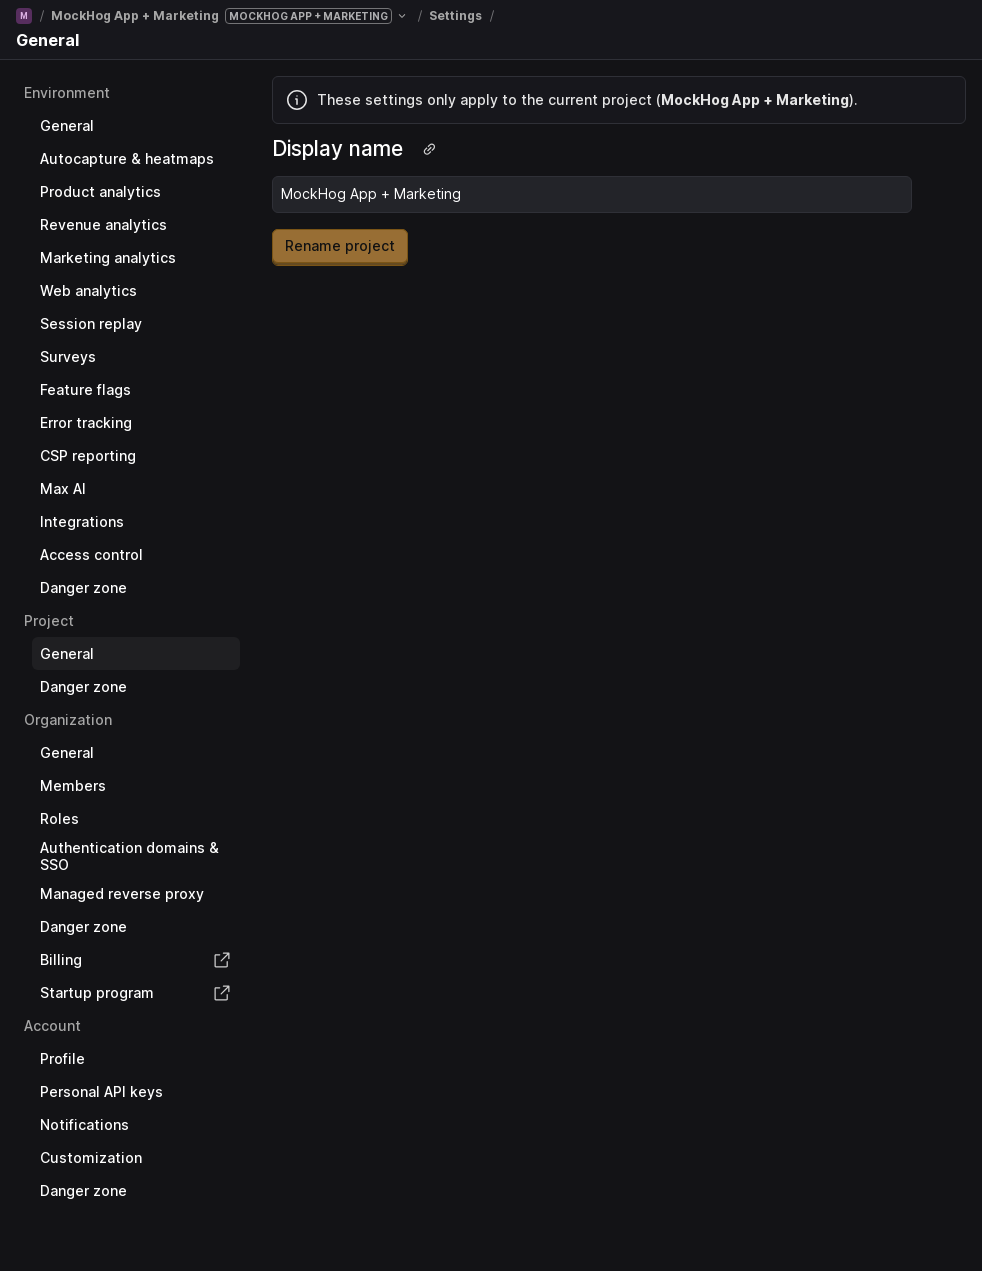 M / MockHog App + Marketing MOCKHOG APP + MARKETING / Settings /
General
Environment
General
Autocapture & heatmaps
Product analytics
Revenue analytics
Marketing analytics
Web analytics
Session replay
Surveys
Feature flags
Error tracking
CSP reporting
Max AI
Integrations
Access control
Danger zone
Project
General
Danger zone
Organization
General
Members
Roles
Authentication domains &
SSO
Managed reverse proxy
Danger zone
Billing
Startup program
Account
Profile
Personal API keys
Notifications
Customization
Danger zone
These settings only apply to the current project (MockHog App + Marketing).
Display name
MockHog App + Marketing
Rename project